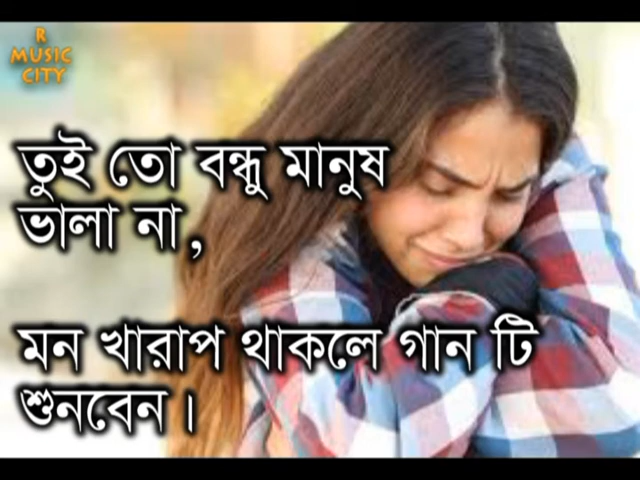 R
MUSIC
CITY
তুই তো বন্ধু মানুষ
ভালা না,
মন খারাপ থাকলে গান টি
শুনবেন।